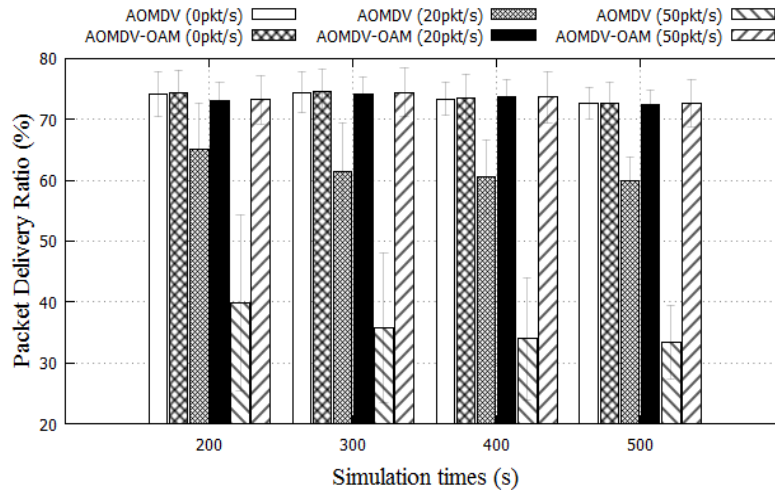 AOMDV (0pkt/s) AOMDV (20pkt/s) AOMDV (50pkt/s)
AOMDV-OAM (0pkt/s) AOMDV-OAM (20pkt/s) AOMDV-OAM (50pkt/s)
80
70
60
50
40
30
20
Packet Delivery Ratio (%)
200 300 400 500
Simulation times (s)